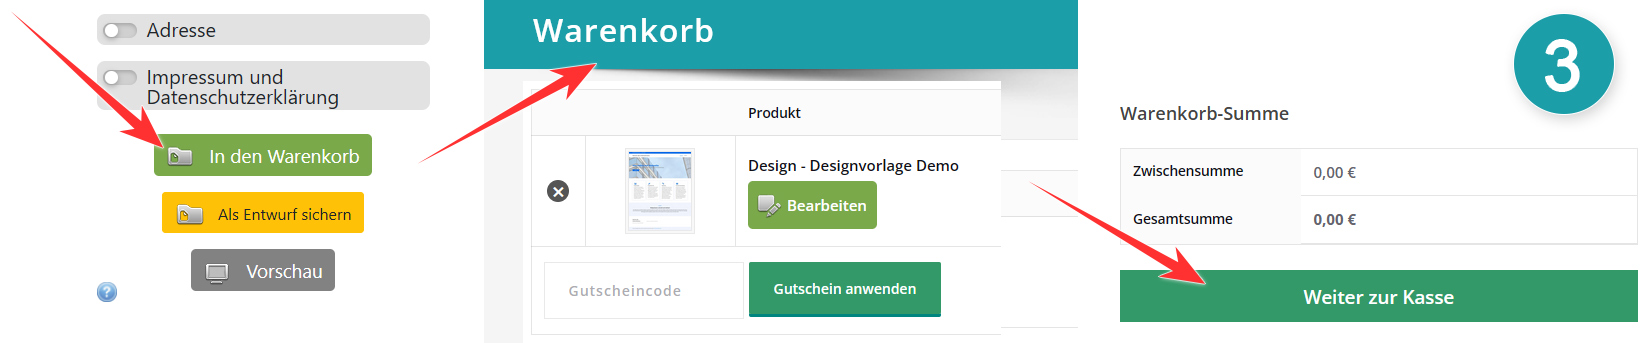 Adresse
Impressum und
Datenschutzerklärung
In den Warenkorb
Als Entwurf sichern
Vorschau
?
Warenkorb
Produkt
Design - Designvorlage Demo
Bearbeiten
Gutscheincode
Gutschein anwenden
3
Warenkorb-Summe
Zwischensumme 0,00 €
Gesamtsumme 0,00 €
Weiter zur Kasse